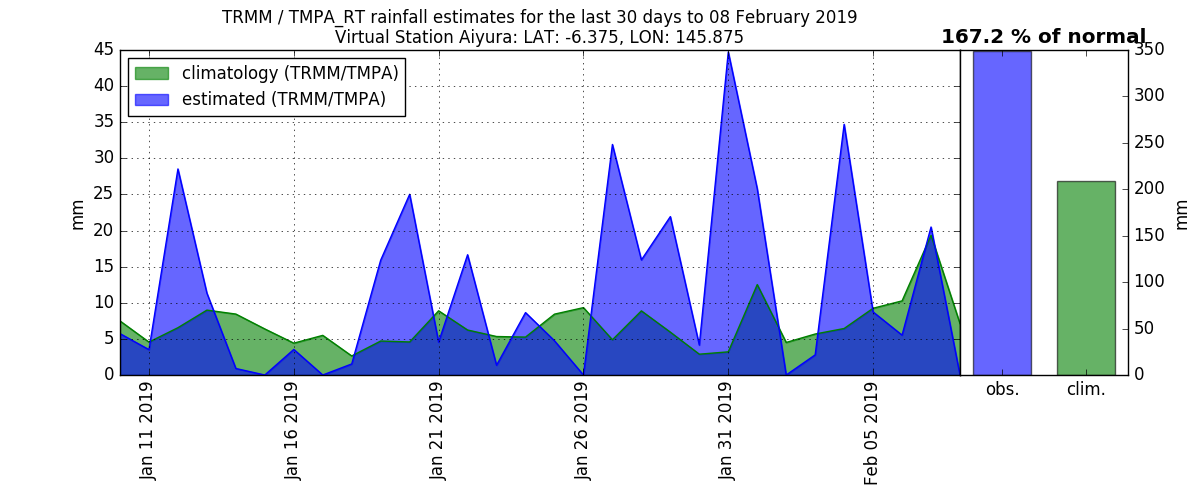 TRMM / TMPA_RT rainfall estimates for the last 30 days to 08 February 2019
Virtual Station Aiyura: LAT: -6.375, LON: 145.875
167.2 % of normal
climatology (TRMM/TMPA)
estimated (TRMM/TMPA)
mm
45
40
35
30
25
20
15
10
5
0
Jan 11 2019
Jan 16 2019
Jan 21 2019
Jan 26 2019
Jan 31 2019
Feb 05 2019
obs.
clim.
350
300
250
200
150
100
50
0
mm